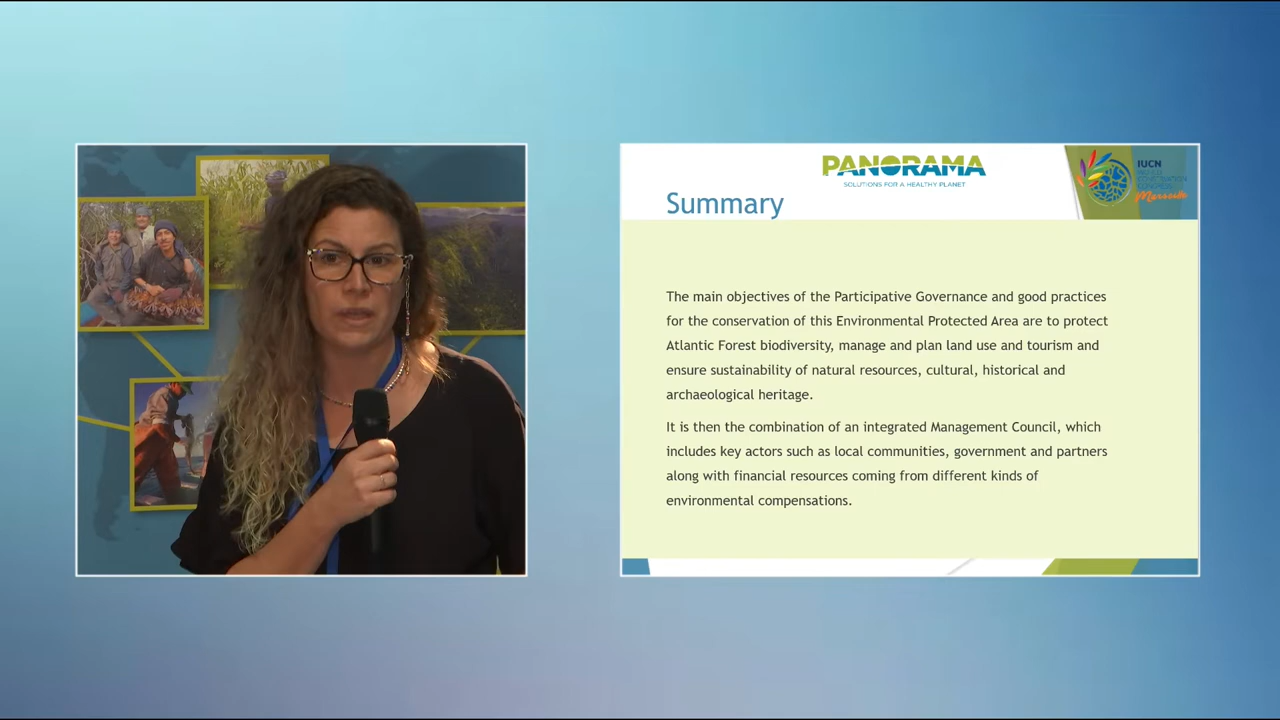 PANORAMA
SOLUTIONS FOR A HEALTHY PLANET
IUCN
WORLD
CONSERVATION
CONGRESS
Marseille
Summary
The main objectives of the Participative Governance and good practices
for the conservation of this Environmental Protected Area are to protect
Atlantic Forest biodiversity, manage and plan land use and tourism and
ensure sustainability of natural resources, cultural, historical and
archaeological heritage.
It is then the combination of an integrated Management Council, which
includes key actors such as local communities, government and partners
along with financial resources coming from different kinds of
environmental compensations.